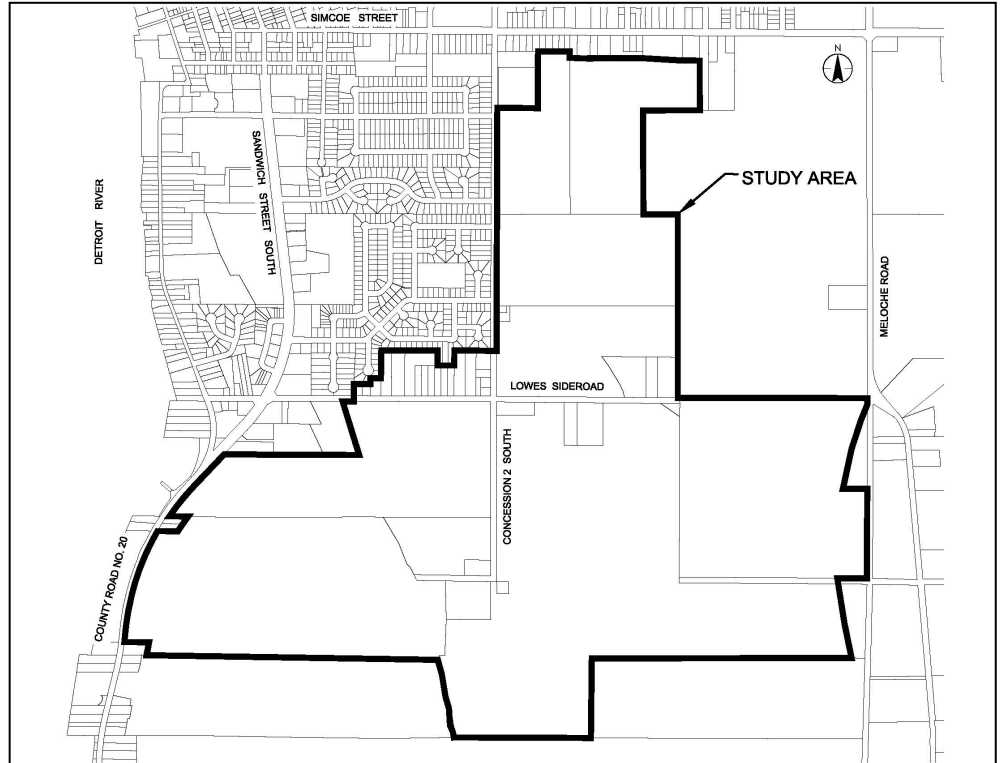 SIMCOE STREET
N
SANDWICH STREET SOUTH
STUDY AREA
DETROIT RIVER
MELOCHE ROAD
LOWES SIDEROAD
CONCESSION 2 SOUTH
COUNTY ROAD NO. 20